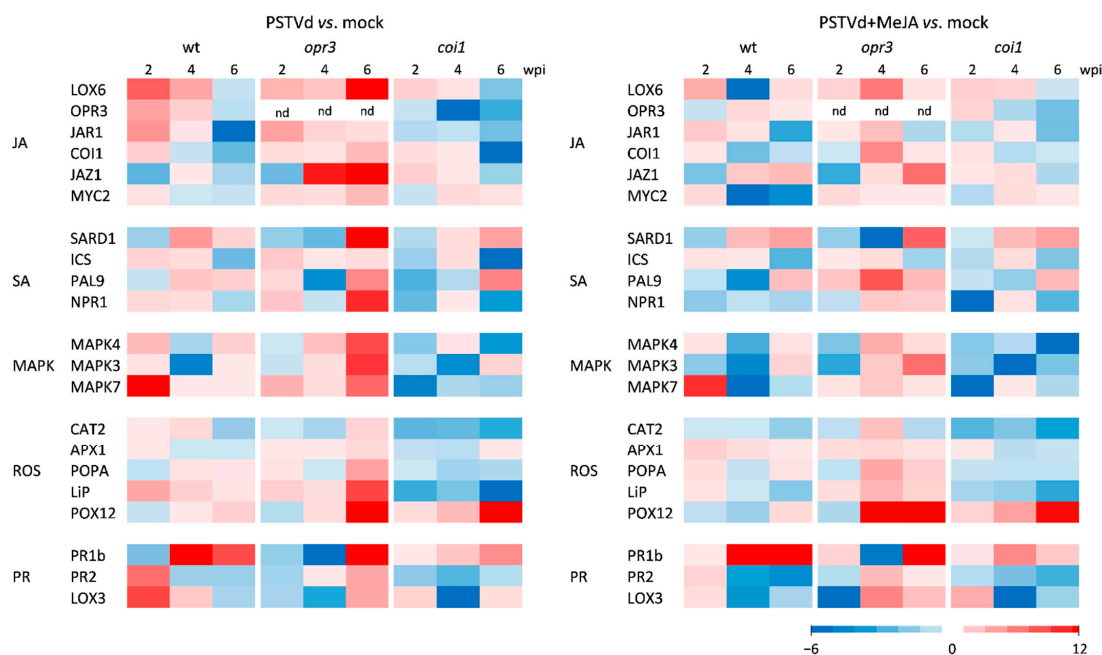 PSTVd vs. mock PSTVd+MeJA vs. mock
wt opr3 coi1 wt opr3 coi1
2 4 6 2 4 6 2 4 6 wpi 2 4 6 2 4 6 2 4 6 wpi
LOX6 LOX6
OPR3 nd nd nd OPR3 nd nd nd
JA JAR1 JA JAR1
COI1 COI1
JAZ1 JAZ1
MYC2 MYC2
SARD1 SARD1
ICS ICS
SA PAL9 SA PAL9
NPR1 NPR1
MAPK4 MAPK4
MAPK MAPK3 MAPK MAPK3
MAPK7 MAPK7
CAT2 CAT2
APX1 APX1
ROS POPA ROS POPA
LiP LiP
POX12 POX12
PR1b PR1b
PR PR2 PR PR2
LOX3 LOX3
−6 0 12